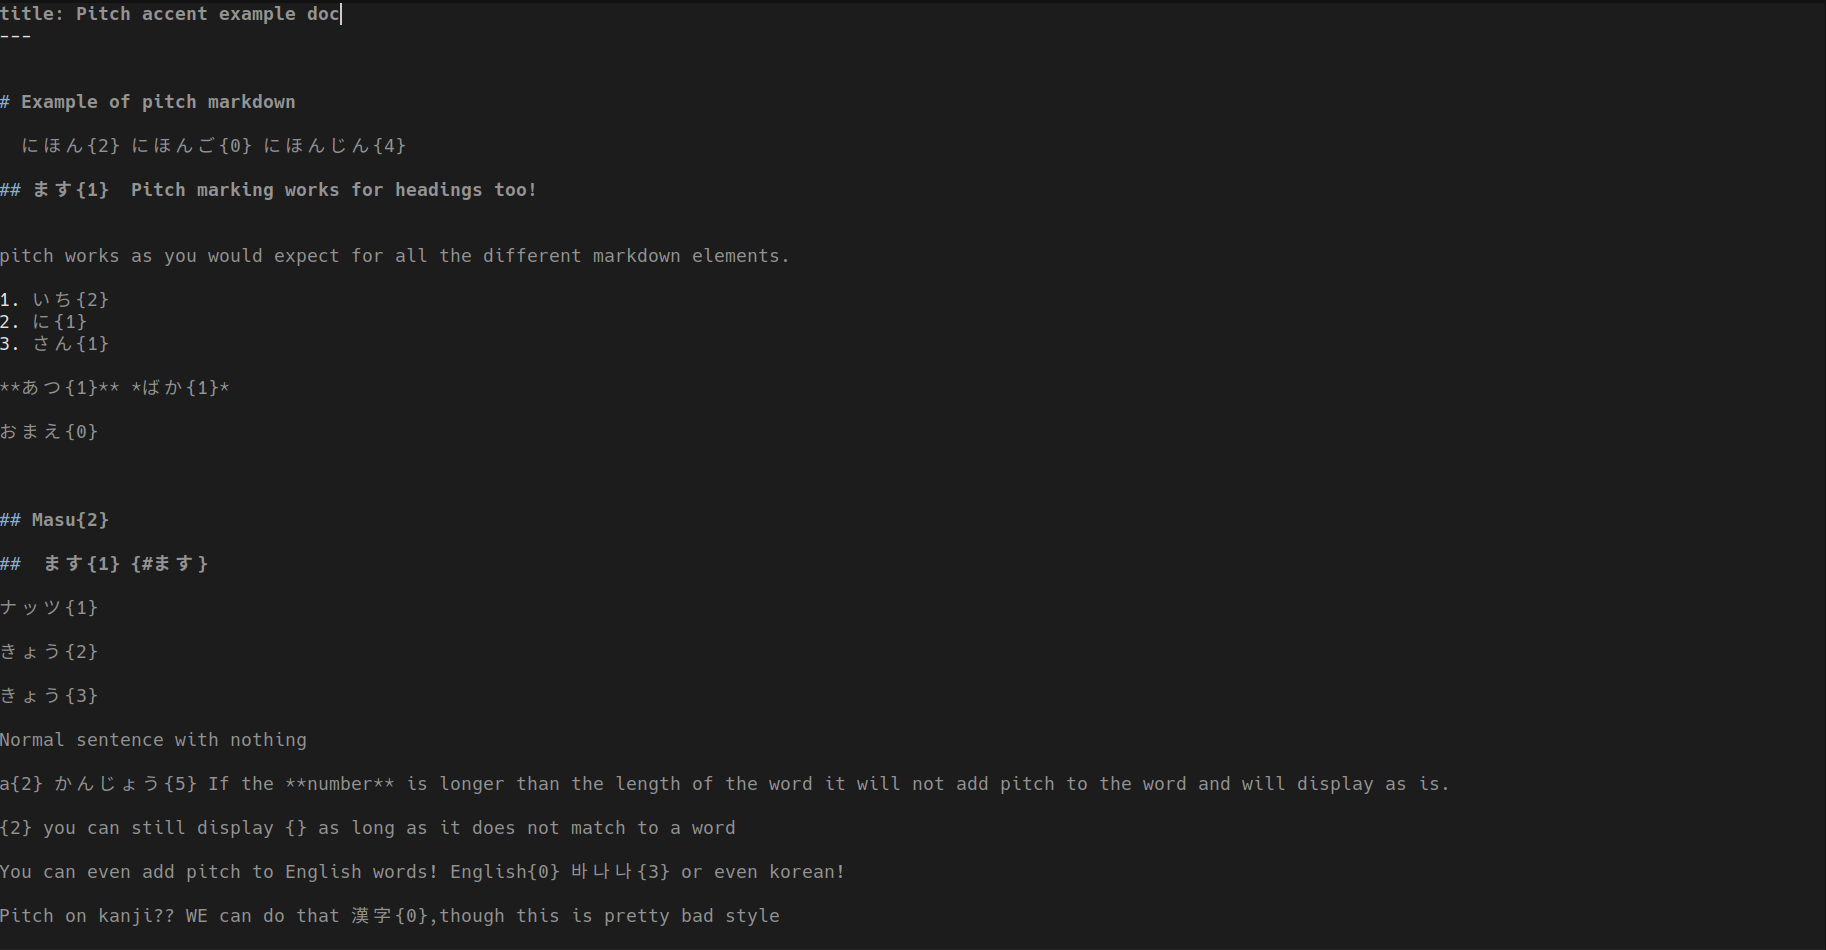 title: Pitch accent example doc
---
# Example of pitch markdown
にほん{2} にほんご{0} にほんじん{4}
## ます{1}  Pitch marking works for headings too!
pitch works as you would expect for all the different markdown elements.
1. いち{2}
2. に{1}
3. さん{1}
**あつ{1}** *ばか{1}*
おまえ{0}
## Masu{2}
##  ます{1} {#ます}
ナッツ{1}
きょう{2}
きょう{3}
Normal sentence with nothing
a{2} かんじょう{5} If the **number** is longer than the length of the word it will not add pitch to the word and will display as is.
{2} you can still display {} as long as it does not match to a word
You can even add pitch to English words! English{0} 바나나{3} or even korean!
Pitch on kanji?? WE can do that 漢字{0},though this is pretty bad style